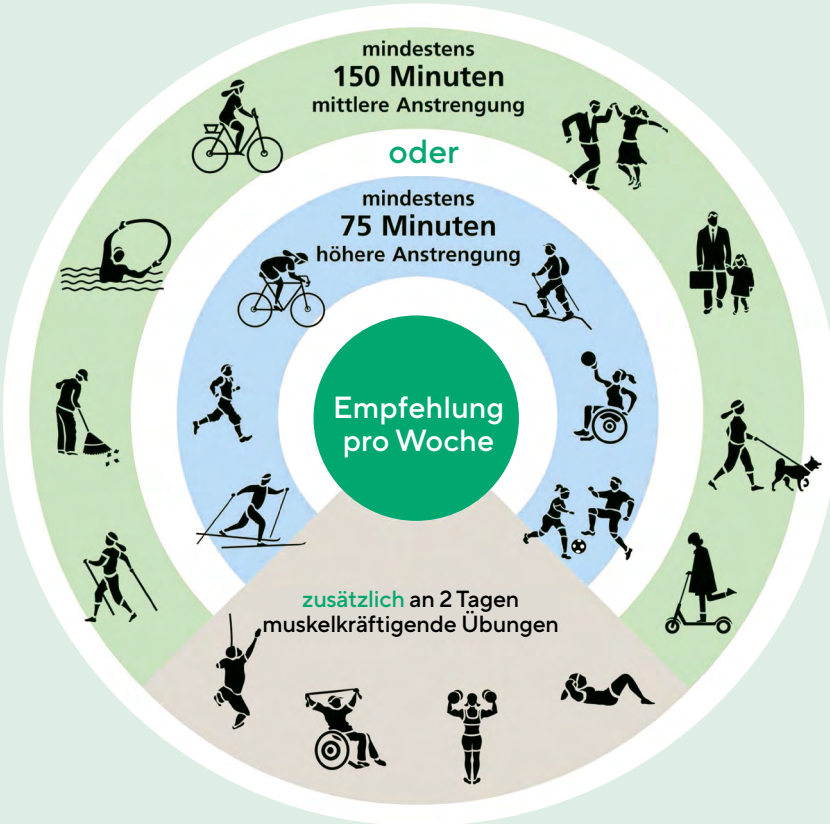 mindestens
150 Minuten
mittlere Anstrengung
oder
mindestens
75 Minuten
höhere Anstrengung
Empfehlung
pro Woche
zusätzlich an 2 Tagen
muskelkräftigende Übungen